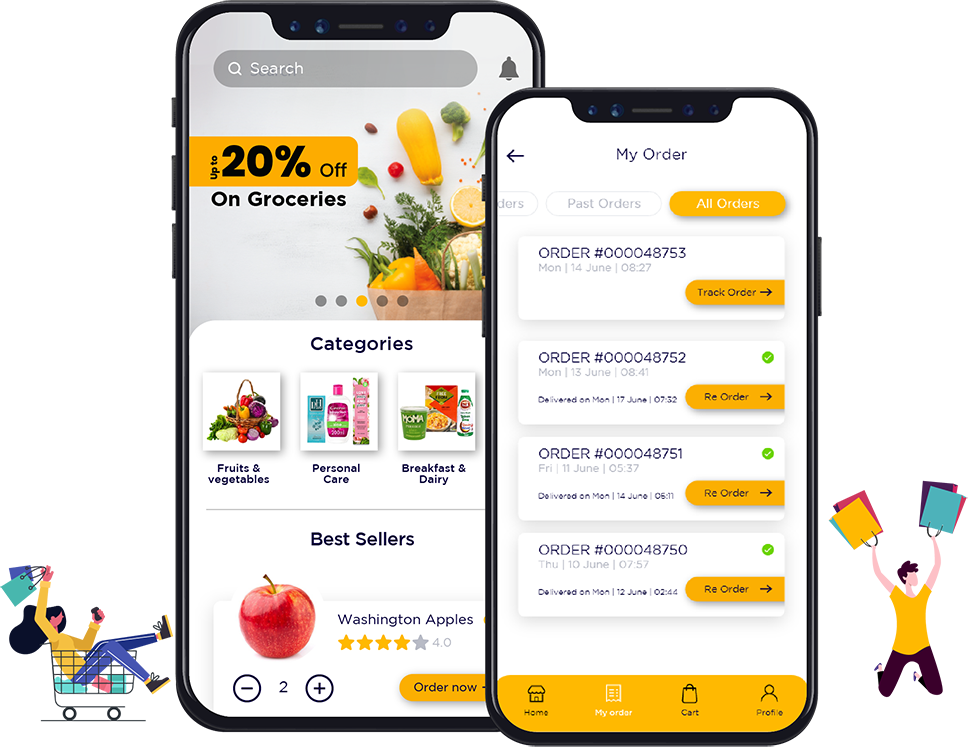 Search
Up to 20% Off
On Groceries
Categories
Fruits &
vegetables
Personal
Care
Breakfast &
Dairy
Best Sellers
Washington Apples
4.0
2
Order now
My Order
ders
Past Orders
All Orders
ORDER #000048753
Mon | 14 June | 08:27
Track Order
ORDER #000048752
Mon | 13 June | 08:41
Delivered on Mon | 17 June | 07:32
Re Order
ORDER #000048751
Fri | 11 June | 05:37
Delivered on Mon | 14 June | 05:11
Re Order
ORDER #000048750
Thu | 10 June | 07:57
Delivered on Mon | 12 June | 02:44
Re Order
Home
My order
Cart
Profile